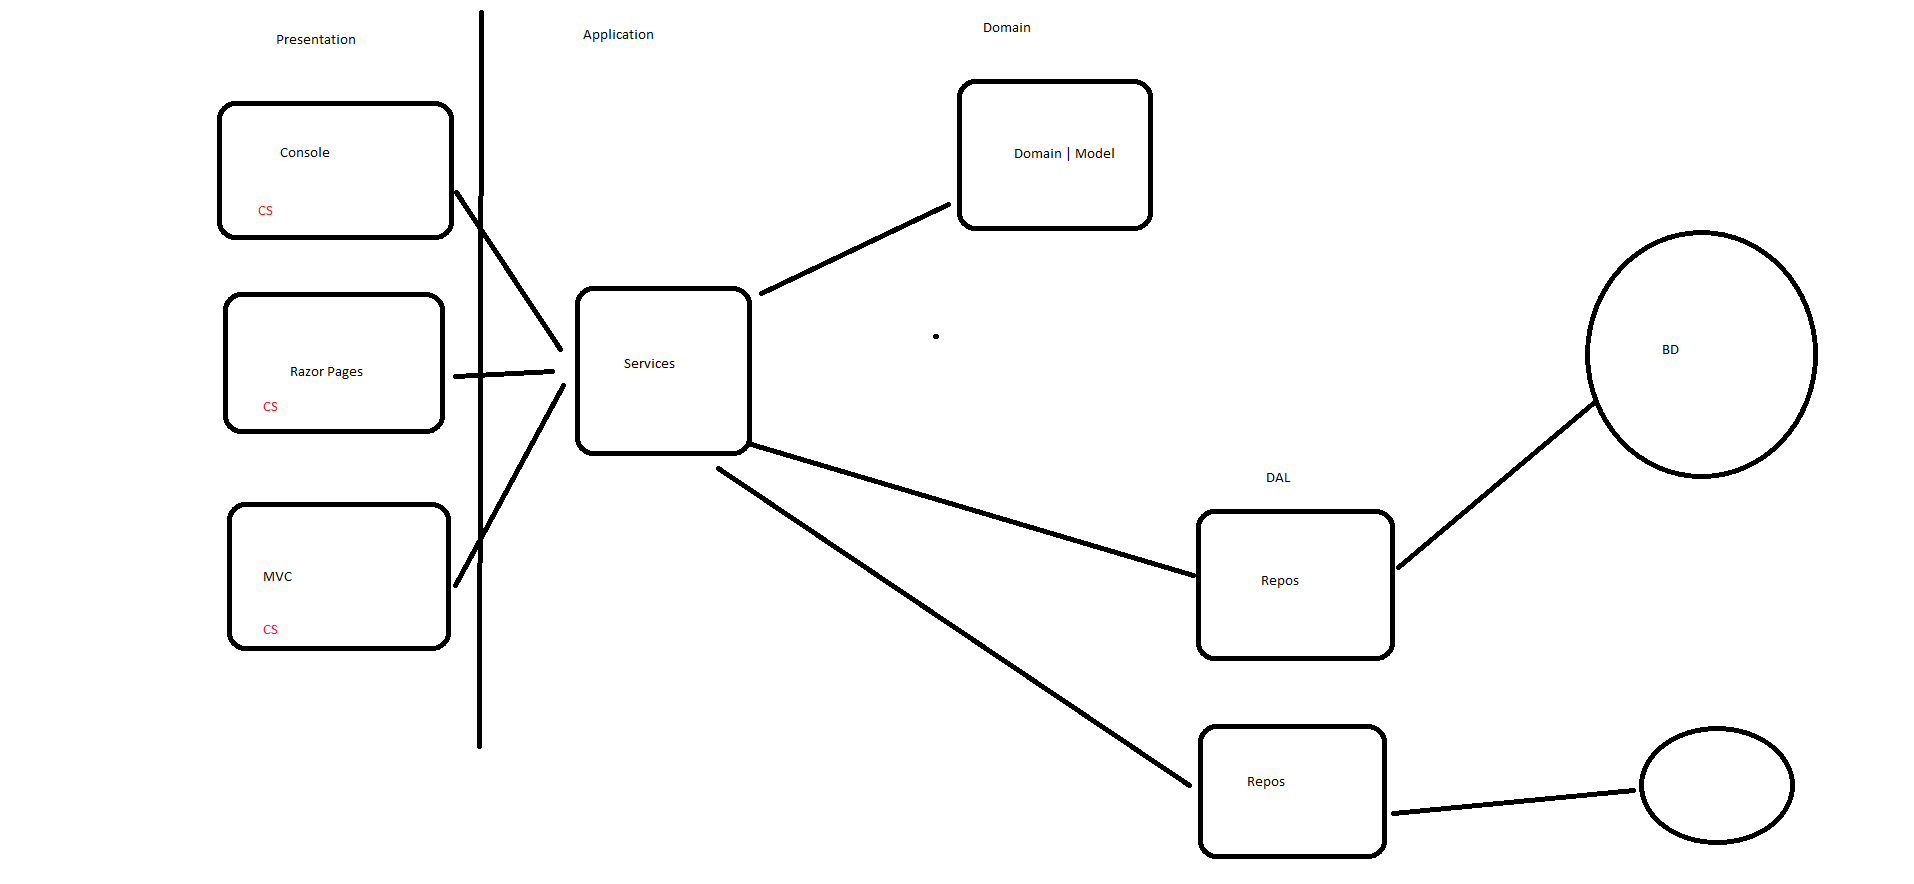 Presentation
Application
Domain
Console
CS
Domain | Model
Razor Pages
CS
Services
BD
DAL
MVC
CS
Repos
Repos